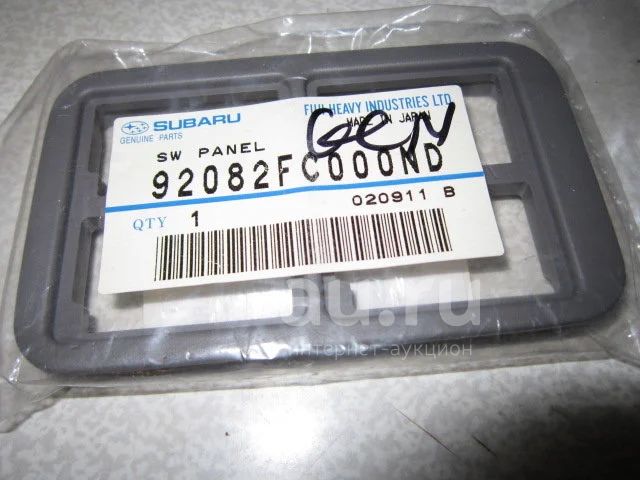 SUBARU
GENUINE PARTS
FUJI HEAVY INDUSTRIES LTD.
MADE IN JAPAN
Gen
SW PANEL
92082FC000ND
QTY 1
020911 B
au.ru
интернет-аукцион